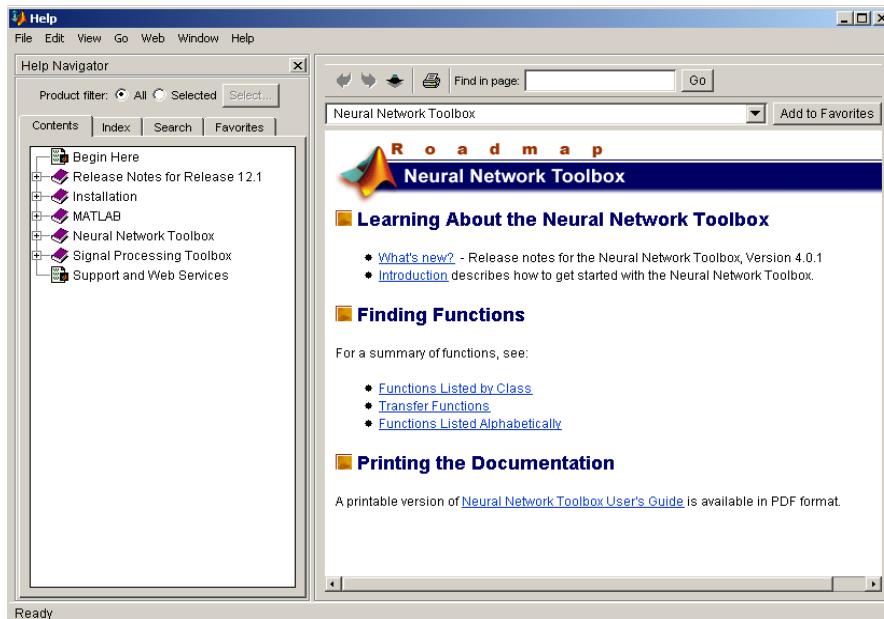 Help
File Edit View Go Web Window Help
Help Navigator
Product filter: All Selected Select...
Contents Index Search Favorites
Begin Here
Release Notes for Release 12.1
Installation
MATLAB
Neural Network Toolbox
Signal Processing Toolbox
Support and Web Services
Find in page: Go
Neural Network Toolbox Add to Favorites
Roadmap
Neural Network Toolbox
Learning About the Neural Network Toolbox
What's new? - Release notes for the Neural Network Toolbox, Version 4.0.1
Introduction describes how to get started with the Neural Network Toolbox.
Finding Functions
For a summary of functions, see:
Functions Listed by Class
Transfer Functions
Functions Listed Alphabetically
Printing the Documentation
A printable version of Neural Network Toolbox User's Guide is available in PDF format.
Ready